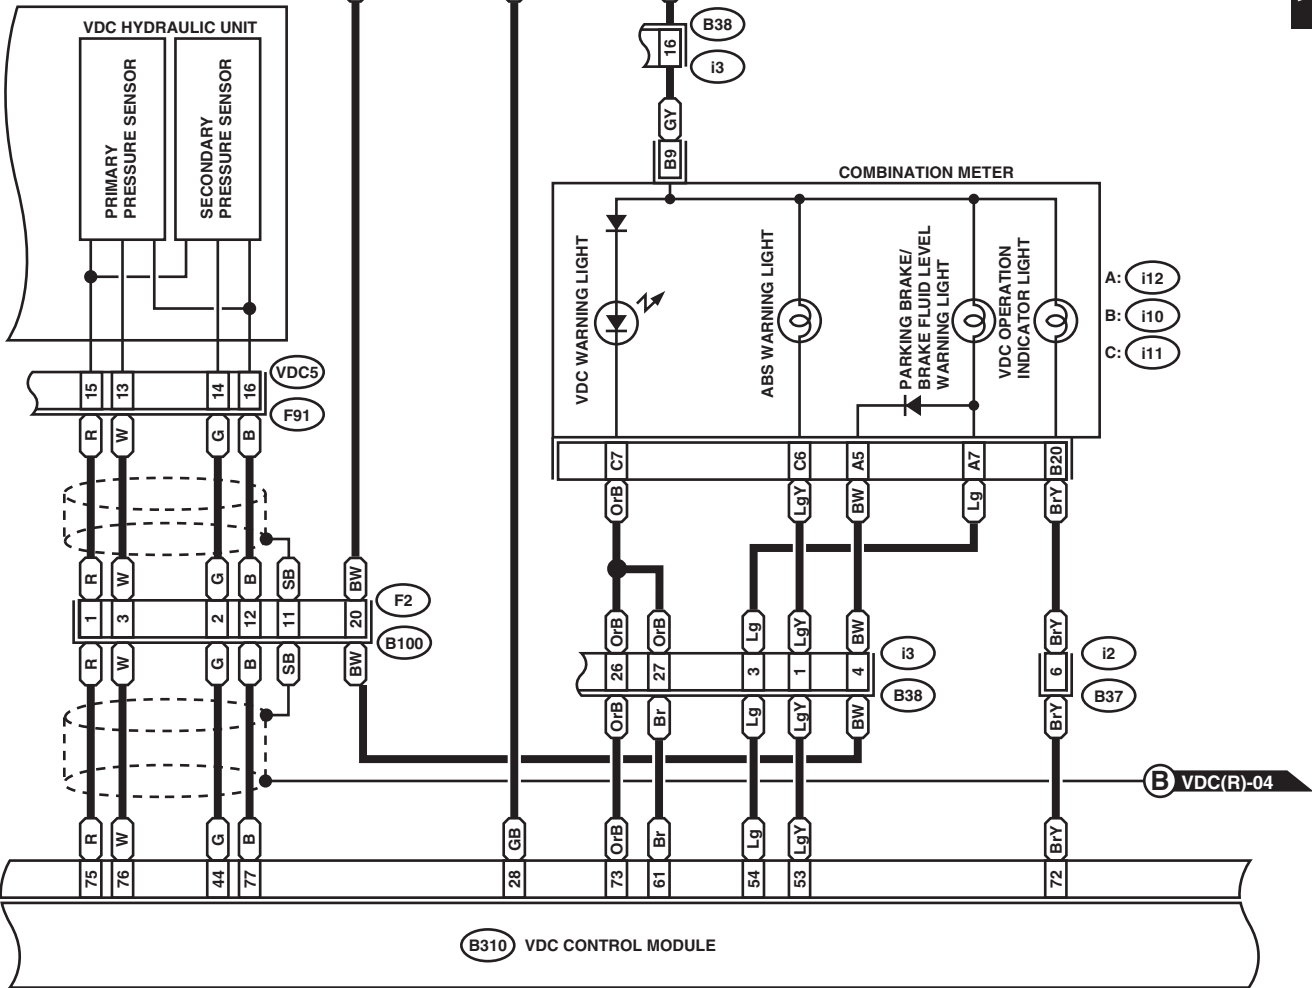 VDC HYDRAULIC UNIT
PRIMARY
PRESSURE SENSOR
SECONDARY
PRESSURE SENSOR
B38
16
i3
GY
B9
COMBINATION METER
VDC WARNING LIGHT
ABS WARNING LIGHT
PARKING BRAKE/
BRAKE FLUID LEVEL
WARNING LIGHT
VDC OPERATION
INDICATOR LIGHT
A: i12
B: i10
C: i11
15 13 14 16
VDC5
F91
R W G B
C7 C6 A5 A7 B20
OrB LgY BW Lg BrY
R W G B SB BW
1 3 2 12 11 20
F2
B100
R W G B SB BW
OrB OrB Lg LgY BW BrY
26 27 3 1 4
i3
B38
6
i2
B37
OrB Br Lg LgY BW BrY
B VDC(R)-04
R W G B GB OrB Br Lg LgY BrY
75 76 44 77 28 73 61 54 53 72
B310 VDC CONTROL MODULE